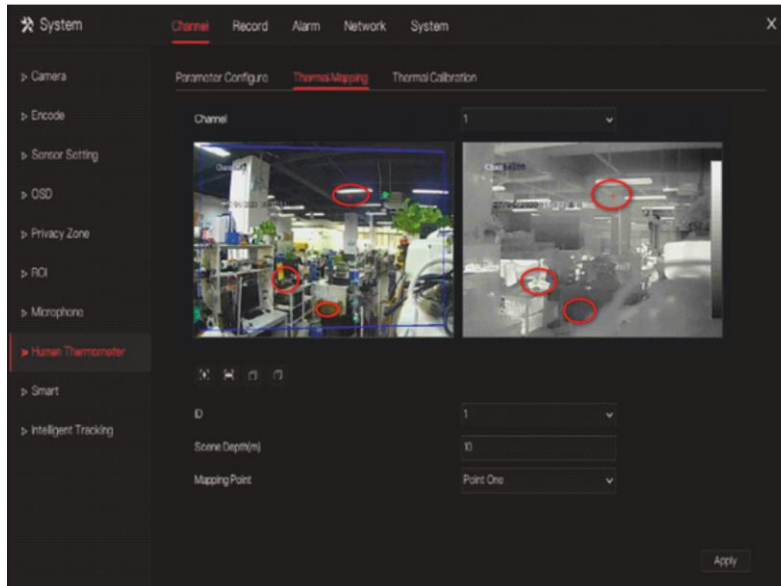 System
Channel Record Alarm Network System X
Camera
Encode
Sensor Setting
OSD
Privacy Zone
ROI
Microphone
Human Thermometer
Smart
Intelligent Tracking
Parameter Configure Thermal Mapping Thermal Calibration
Channel 1
ID 1
Scene Depth(m) 10
Mapping Point Point One
Apply